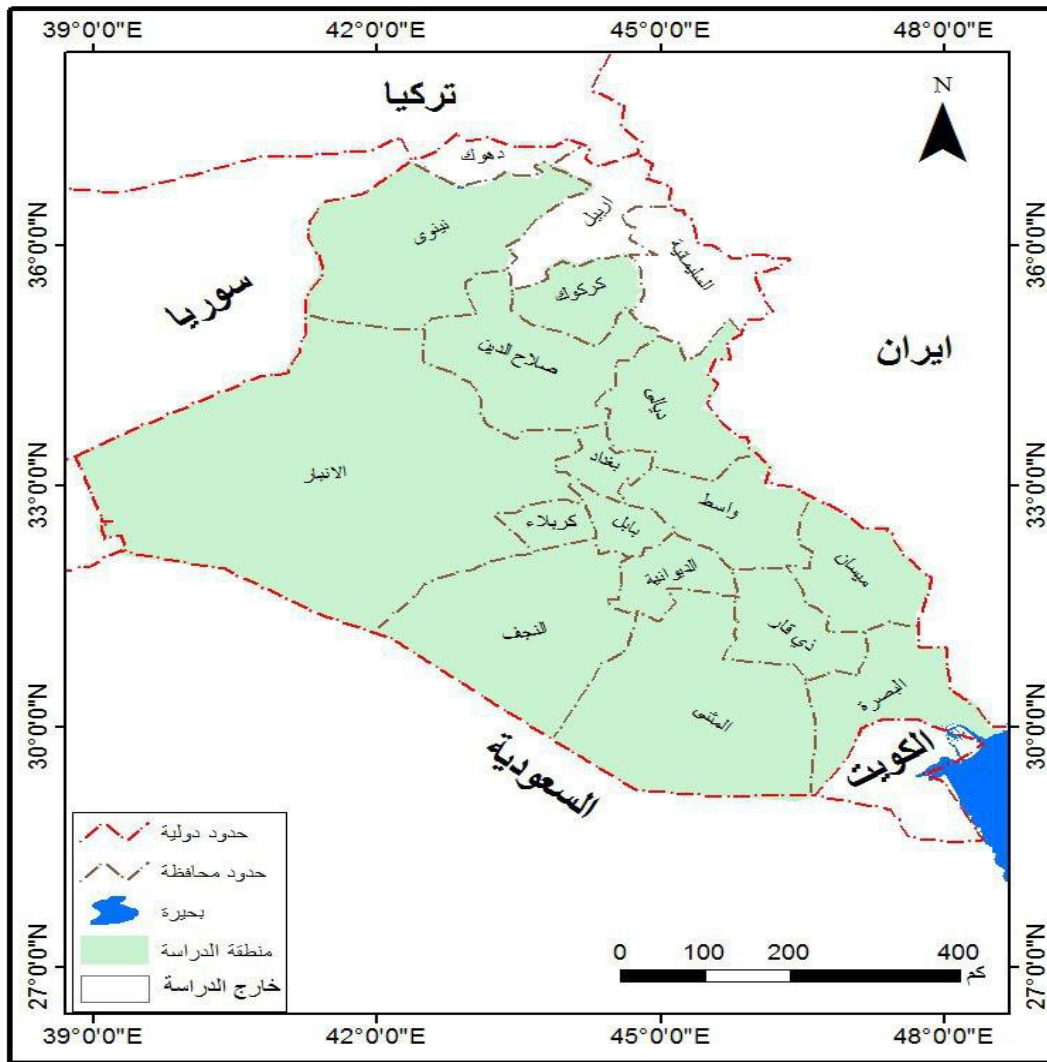 39°0'0"E
42°0'0"E
45°0'0"E
48°0'0"E
N
تركيا
دهوك
اربيل
36°0'0"N
36°0'0"N
نينوى
السليمانية
كركوك
سوريا
ايران
صلاح الدين
ديالى
بغداد
33°0'0"N
33°0'0"N
الانبار
واسط
كربلاء
بابل
ميسان
الديوانية
النجف
ذي قار
البصرة
المثنى
30°0'0"N
30°0'0"N
الكويت
السعودية
حدود دولية
حدود محافظة
بحيرة
منطقة الدراسة
خارج الدراسة
0 100 200 400
كم
27°0'0"N
27°0'0"N
39°0'0"E
42°0'0"E
45°0'0"E
48°0'0"E